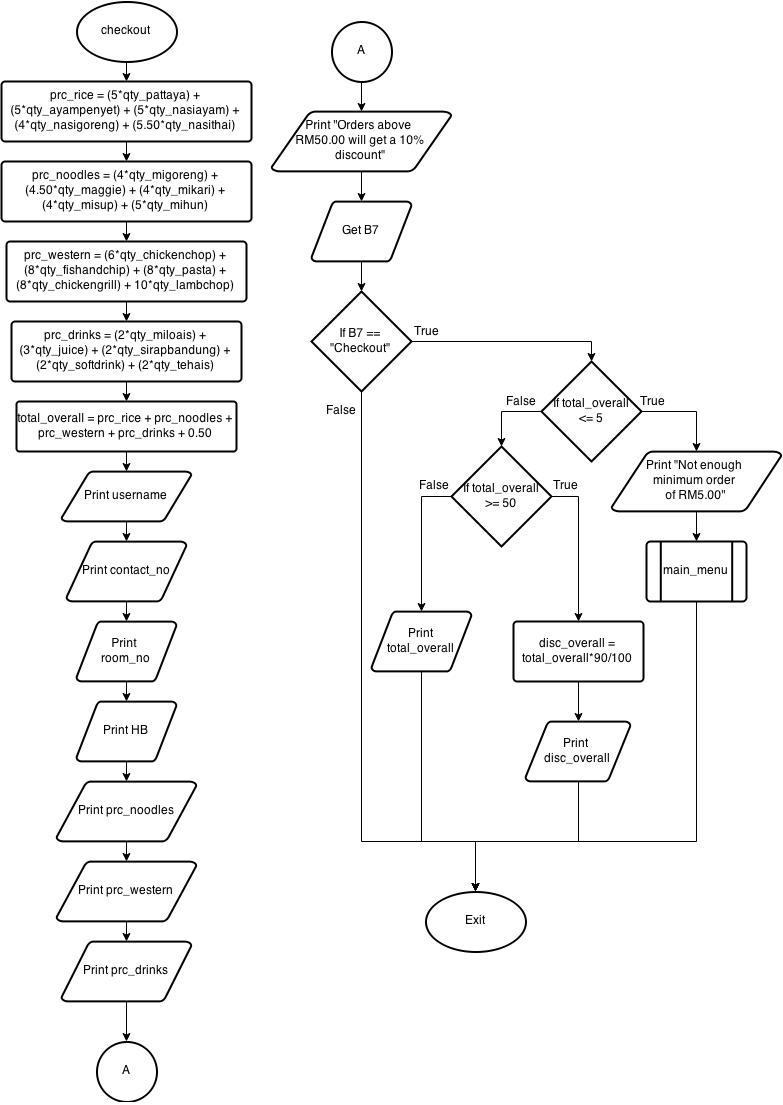 checkout
prc_rice = (5*qty_pattaya) +
(5*qty_ayampenyet) + (5*qty_nasiayam) +
(4*qty_nasigoreng) + (5.50*qty_nasithai)
prc_noodles = (4*qty_migoreng) +
(4.50*qty_maggie) + (4*qty_mikari) +
(4*qty_misup) + (5*qty_mihun)
prc_western = (6*qty_chickenchop) +
(8*qty_fishandchip) + (8*qty_pasta) +
(8*qty_chickengrill) + 10*qty_lambchop)
prc_drinks = (2*qty_miloais) +
(3*qty_juice) + (2*qty_sirapbandung) +
(2*qty_softdrink) + (2*qty_tehais)
total_overall = prc_rice + prc_noodles +
prc_western + prc_drinks + 0.50
Print username
Print contact_no
Print
room_no
Print HB
Print prc_noodles
Print prc_western
Print prc_drinks
A
A
Print "Orders above
RM50.00 will get a 10%
discount"
Get B7
If B7 ==
"Checkout"
True
False
If total_overall
<= 5
False
True
If total_overall
>= 50
False
True
Print "Not enough
minimum order
of RM5.00"
main_menu
Print
total_overall
disc_overall =
total_overall*90/100
Print
disc_overall
Exit